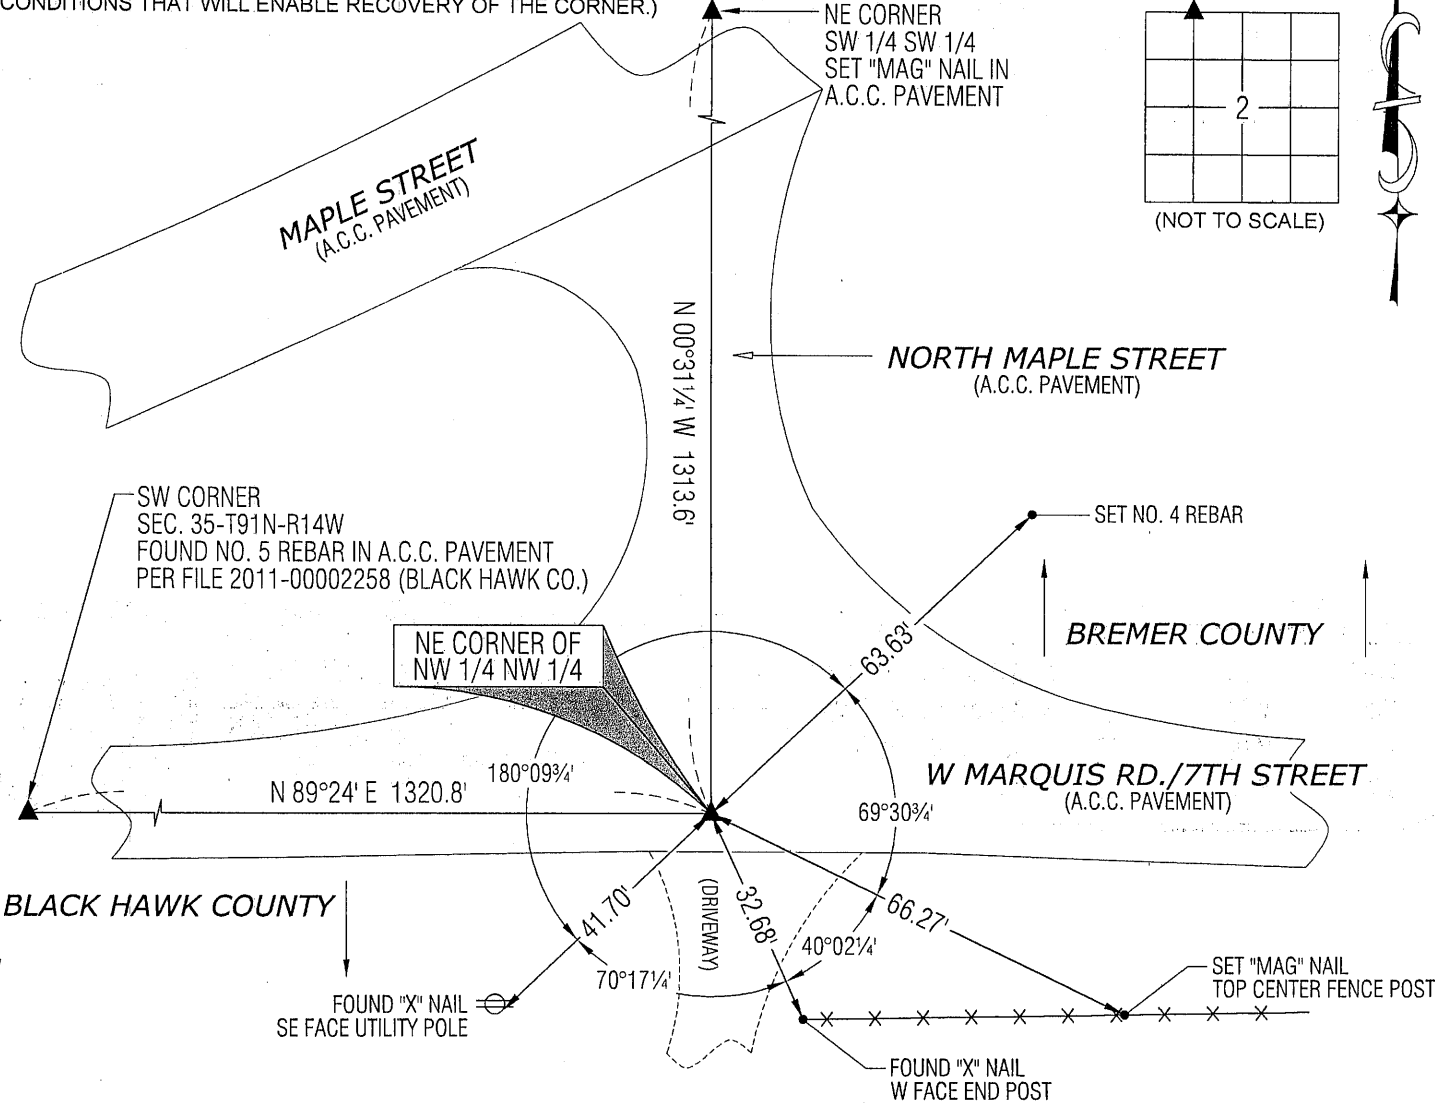 CONDITIONS THAT WILL ENABLE RECOVERY OF THE CORNER.)
NE CORNER
SW 1/4 SW 1/4
SET "MAG" NAIL IN
A.C.C. PAVEMENT
2
(NOT TO SCALE)
MAPLE STREET
(A.C.C. PAVEMENT)
N 00°31¼' W 1313.6'
NORTH MAPLE STREET
(A.C.C. PAVEMENT)
SW CORNER
SEC. 35-T91N-R14W
FOUND NO. 5 REBAR IN A.C.C. PAVEMENT
PER FILE 2011-00002258 (BLACK HAWK CO.)
SET NO. 4 REBAR
NE CORNER OF
NW 1/4 NW 1/4
63.63'
BREMER COUNTY
180°09¾'
N 89°24' E 1320.8'
W MARQUIS RD./7TH STREET
(A.C.C. PAVEMENT)
69°30¾'
BLACK HAWK COUNTY
41.70'
(DRIVEWAY)
32.68'
66.27'
40°02¼'
70°17¼'
FOUND "X" NAIL
SE FACE UTILITY POLE
SET "MAG" NAIL
TOP CENTER FENCE POST
FOUND "X" NAIL
W FACE END POST